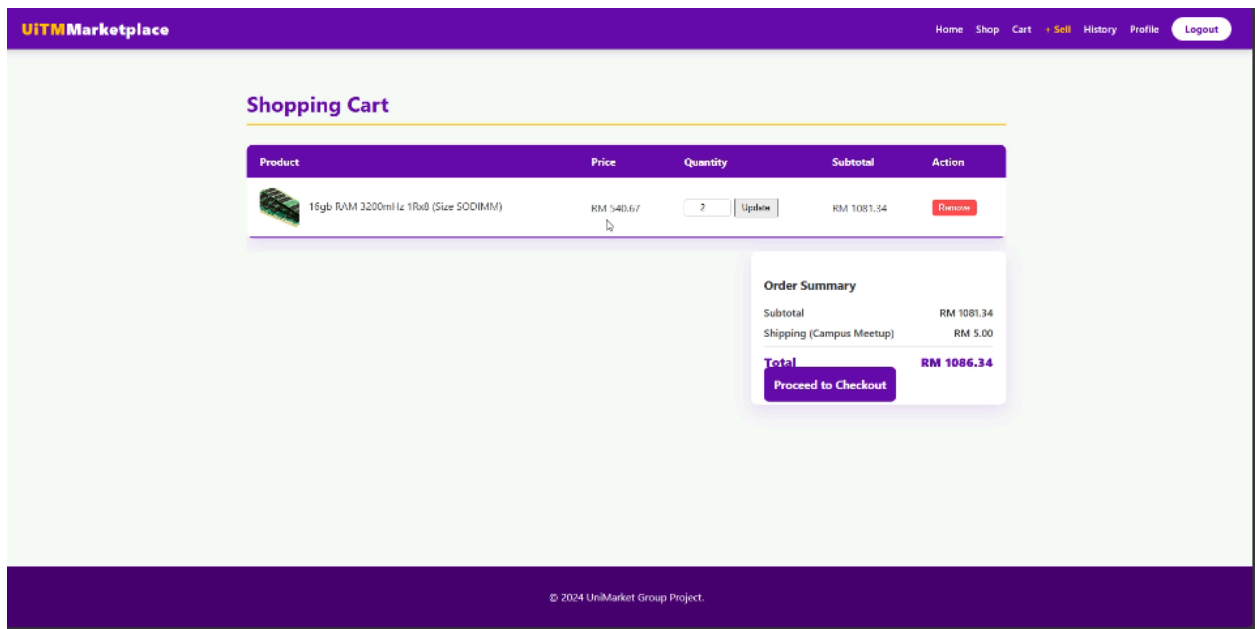 UiTMMarketplace
Home Shop Cart + Sell History Profile Logout
Shopping Cart
Product Price Quantity Subtotal Action
16gb RAM 3200mHz 1Rx8 (Size SODIMM) RM 540.67 2 Update RM 1081.34 Remove
Order Summary
Subtotal RM 1081.34
Shipping (Campus Meetup) RM 5.00
Total RM 1086.34
Proceed to Checkout
© 2024 UniMarket Group Project.